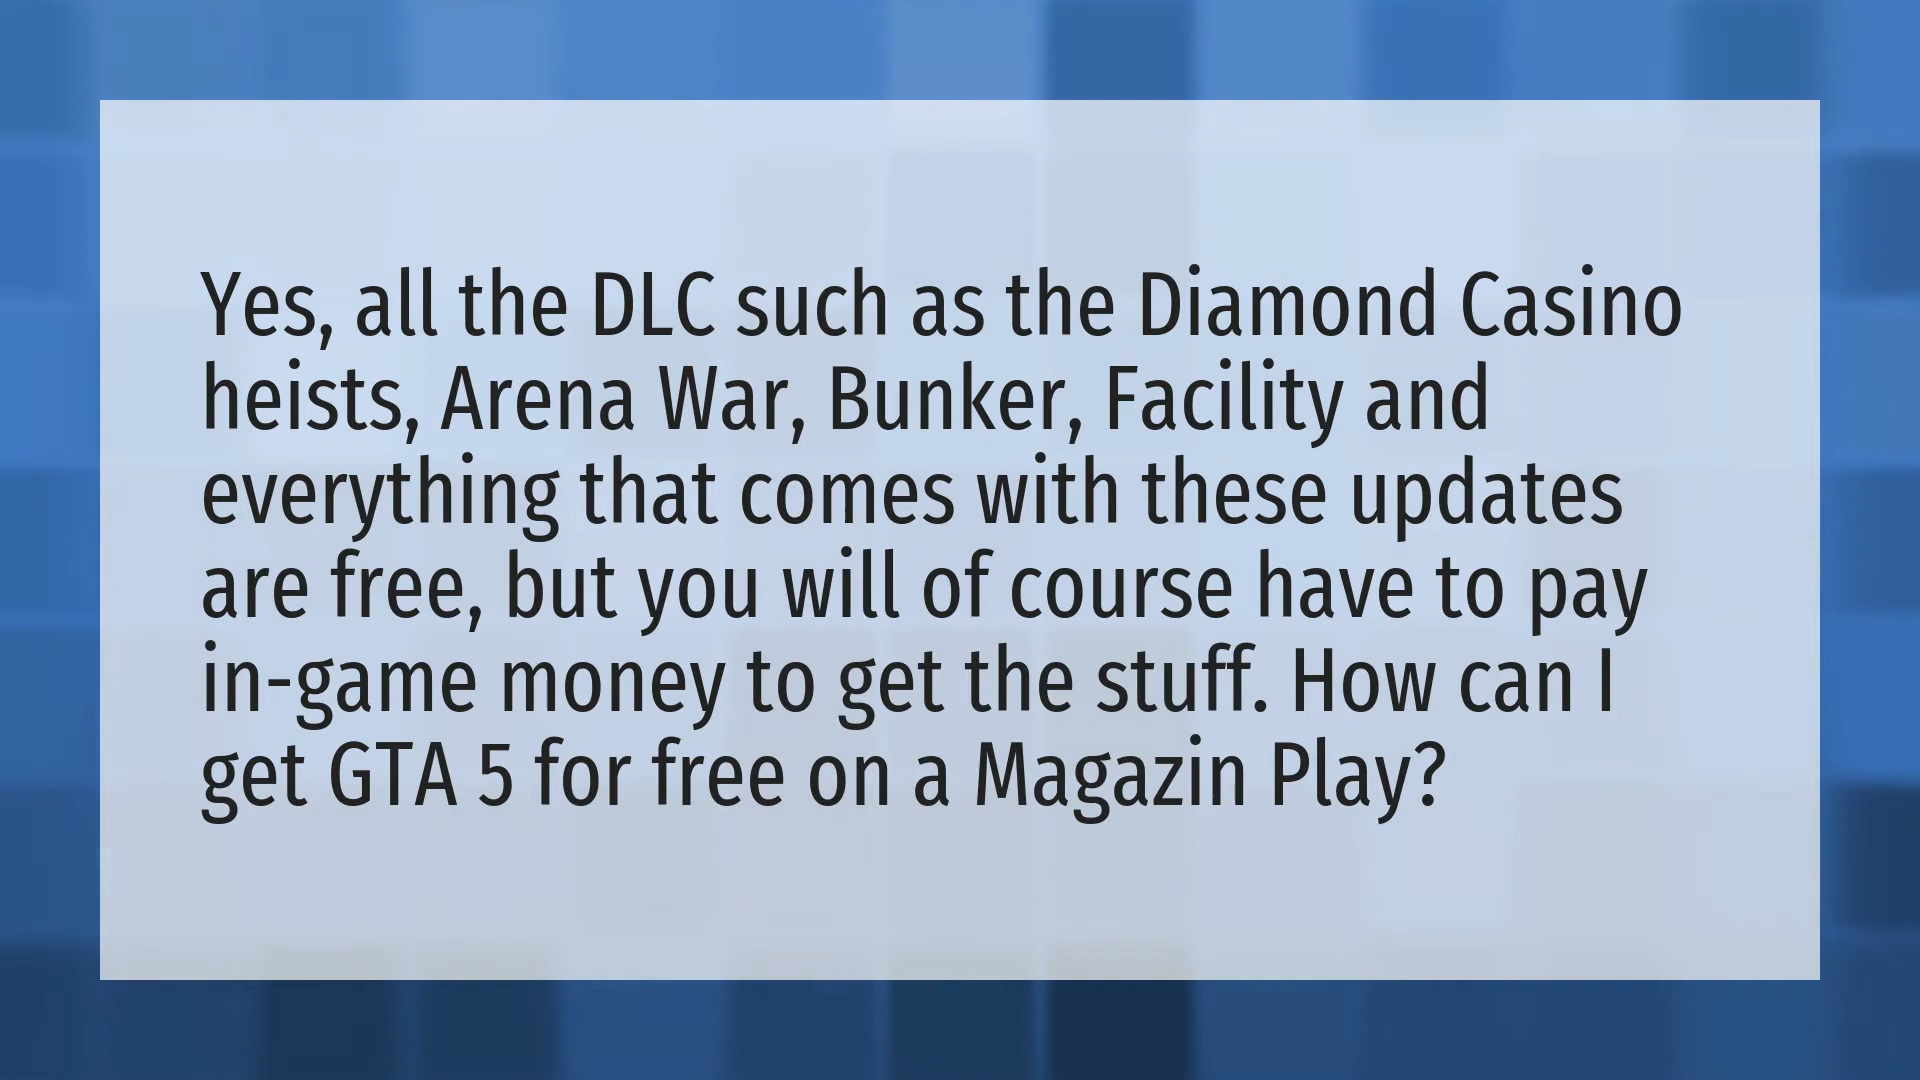 Yes, all the DLC such as the Diamond Casino
heists, Arena War, Bunker, Facility and
everything that comes with these updates
are free, but you will of course have to pay
in-game money to get the stuff. How can I
get GTA 5 for free on a Magazin Play?